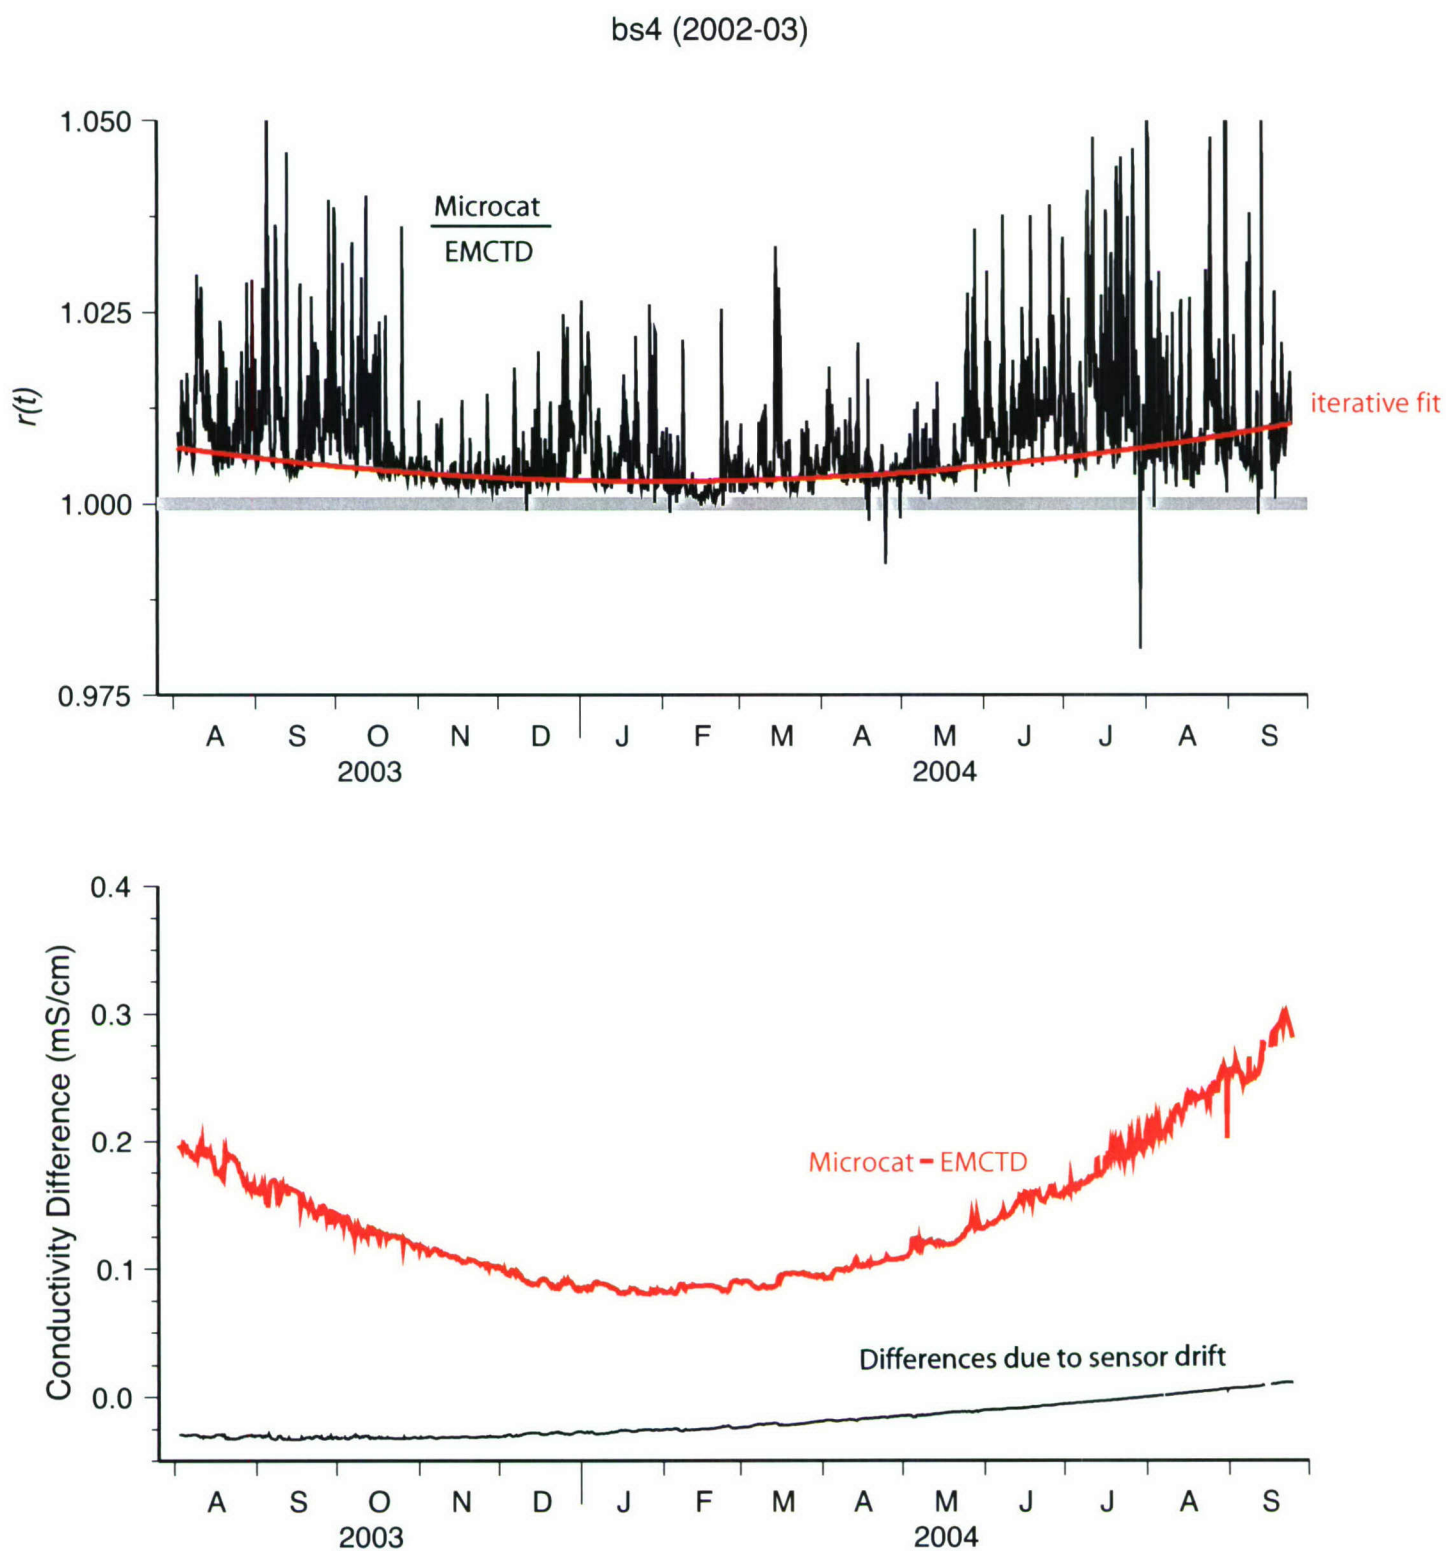 bs4 (2002-03)
1.050
1.025
1.000
0.975
r(t)
Microcat
EMCTD
iterative fit
A S O N D J F M A M J J A S
2003 2004
0.4
0.3
0.2
0.1
0.0
Conductivity Difference (mS/cm)
Microcat - EMCTD
Differences due to sensor drift
A S O N D J F M A M J J A S
2003 2004